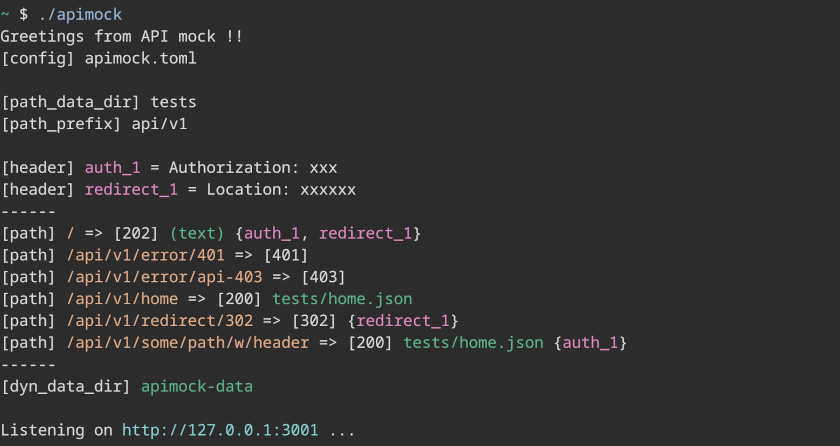 ~ $ ./apimock
Greetings from API mock !!
[config] apimock.toml
[path_data_dir] tests
[path_prefix] api/v1
[header] auth_1 = Authorization: xxx
[header] redirect_1 = Location: xxxxxx
------
[path] / => [202] (text) {auth_1, redirect_1}
[path] /api/v1/error/401 => [401]
[path] /api/v1/error/api-403 => [403]
[path] /api/v1/home => [200] tests/home.json
[path] /api/v1/redirect/302 => [302] {redirect_1}
[path] /api/v1/some/path/w/header => [200] tests/home.json {auth_1}
------
[dyn_data_dir] apimock-data
Listening on http://127.0.0.1:3001 ...